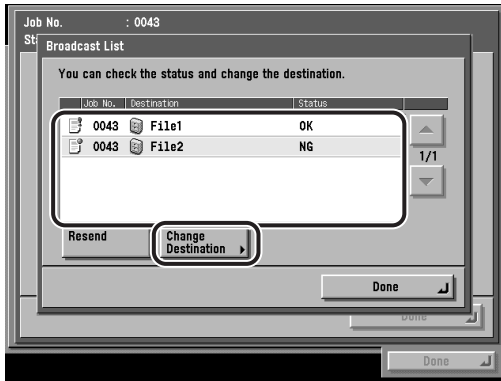 Job No. : 0043
St
Broadcast List
You can check the status and change the destination.
Job No. Destination Status
0043 File1 OK
0043 File2 NG
1/1
Resend
Change
Destination
Done
Done
Done